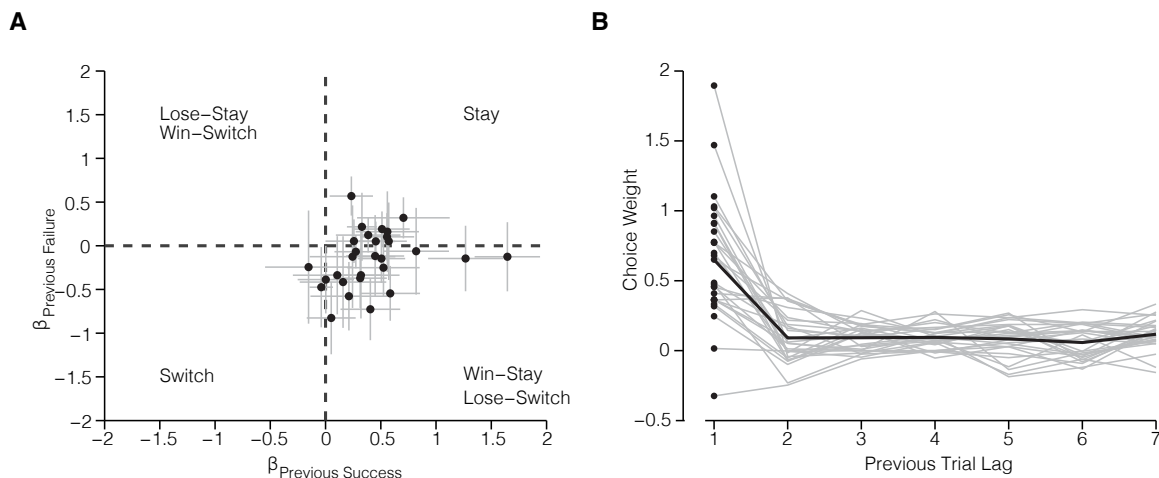 A
B
2
1.5
1
0.5
0
−0.5
−1
−1.5
−2
β Previous Failure
Lose−Stay
Win−Switch
Stay
Switch
Win−Stay
Lose−Switch
−2 −1.5 −1 −0.5 0 0.5 1 1.5 2
β Previous Success
2
1.5
1
0.5
0
−0.5
Choice Weight
1 2 3 4 5 6 7
Previous Trial Lag